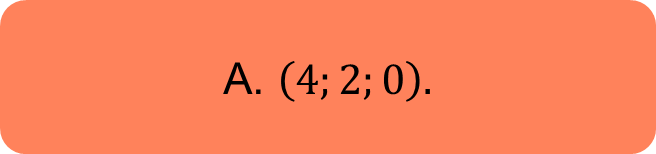 A. (4; 2; 0).